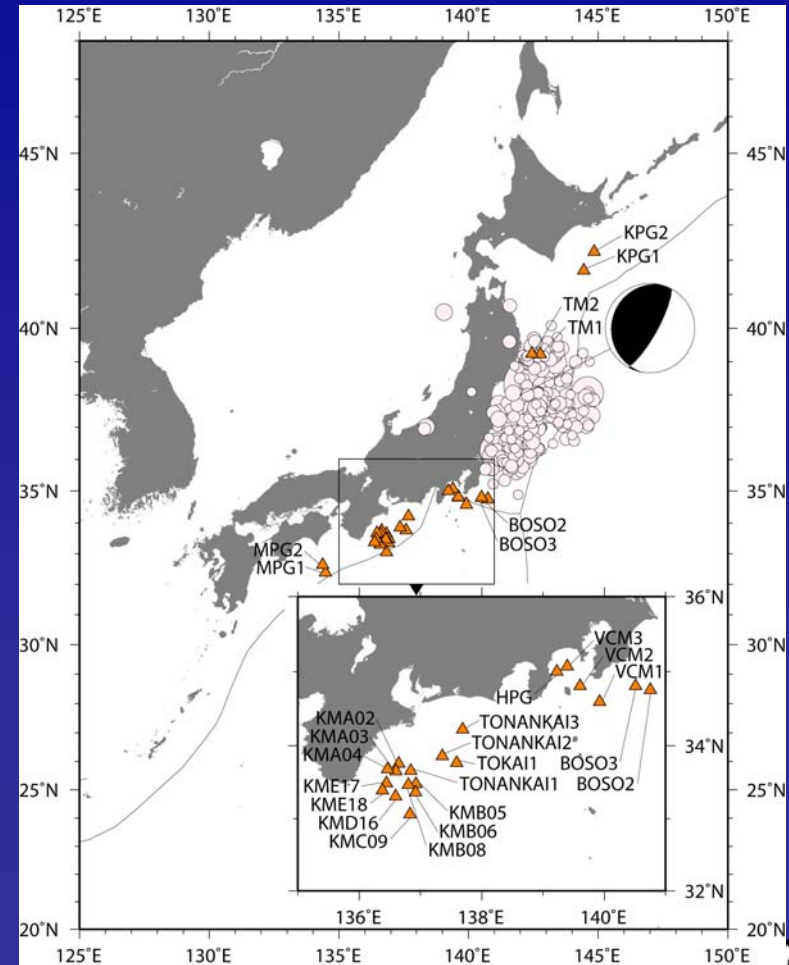 125˚E 130˚E 135˚E 140˚E 145˚E 150˚E
45˚N 45˚N
KPG2
KPG1
TM2
40˚N 40˚N
TM1
35˚N 35˚N
BOSO2
BOSO3
MPG2
MPG1
36˚N
30˚N 30˚N
VCM3
VCM2
VCM1
HPG
KMA02
TONANKAI3
KMA03
TONANKAI2
34˚N
KMA04
TOKAI1
BOSO3
25˚N 25˚N
KME17
TONANKAI1
BOSO2
KME18
KMD16
KMB05
KMC09
KMB06
KMB08
32˚N
136˚E 138˚E 140˚E
20˚N 20˚N
125˚E 130˚E 135˚E 140˚E 145˚E 150˚E